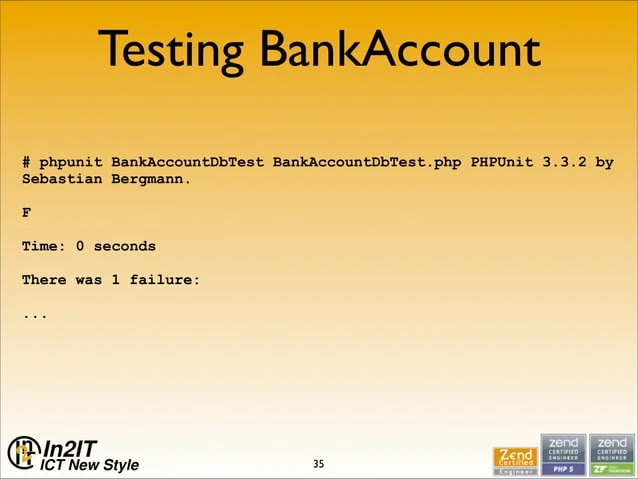 Testing BankAccount
# phpunit BankAccountDbTest BankAccountDbTest.php PHPUnit 3.3.2 by
Sebastian Bergmann.
F
Time: 0 seconds
There was 1 failure:
...
In2IT
ICT New Style
35
Zend
Certified
Engineer
zend
CERTIFIED
ENGINEER
PHP 5
zend
CERTIFIED
ENGINEER
ZF